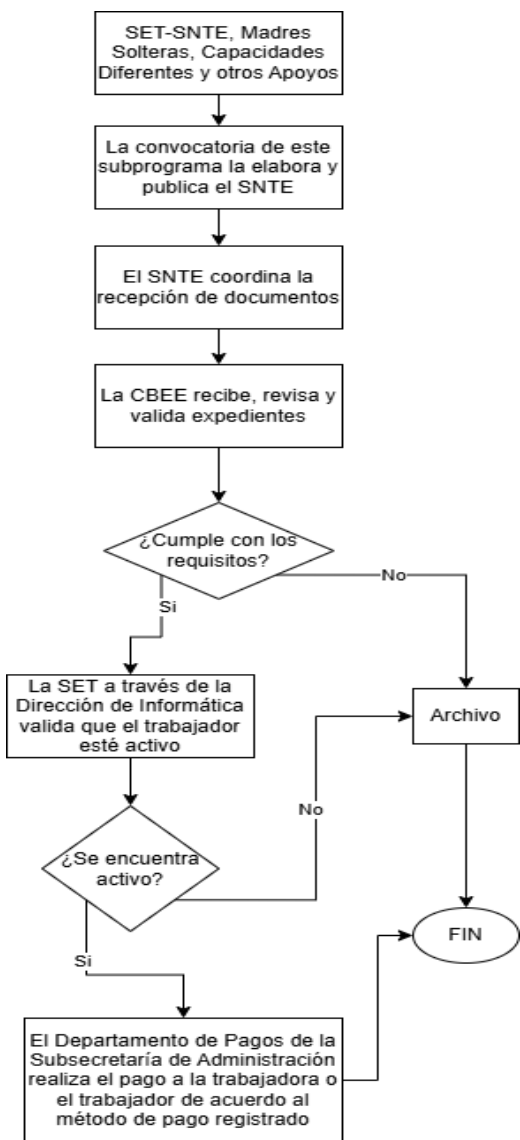 SET-SNTE, Madres
Solteras, Capacidades
Diferentes y otros Apoyos
La convocatoria de este
subprograma la elabora y
publica el SNTE
El SNTE coordina la
recepción de documentos
La CBEE recibe, revisa y
valida expedientes
¿Cumple con los
requisitos?
Si
No
La SET a través de la
Dirección de Informática
valida que el trabajador
esté activo
Archivo
No
¿Se encuentra
activo?
Si
FIN
El Departamento de Pagos de la
Subsecretaría de Administración
realiza el pago a la trabajadora o
el trabajador de acuerdo al
método de pago registrado